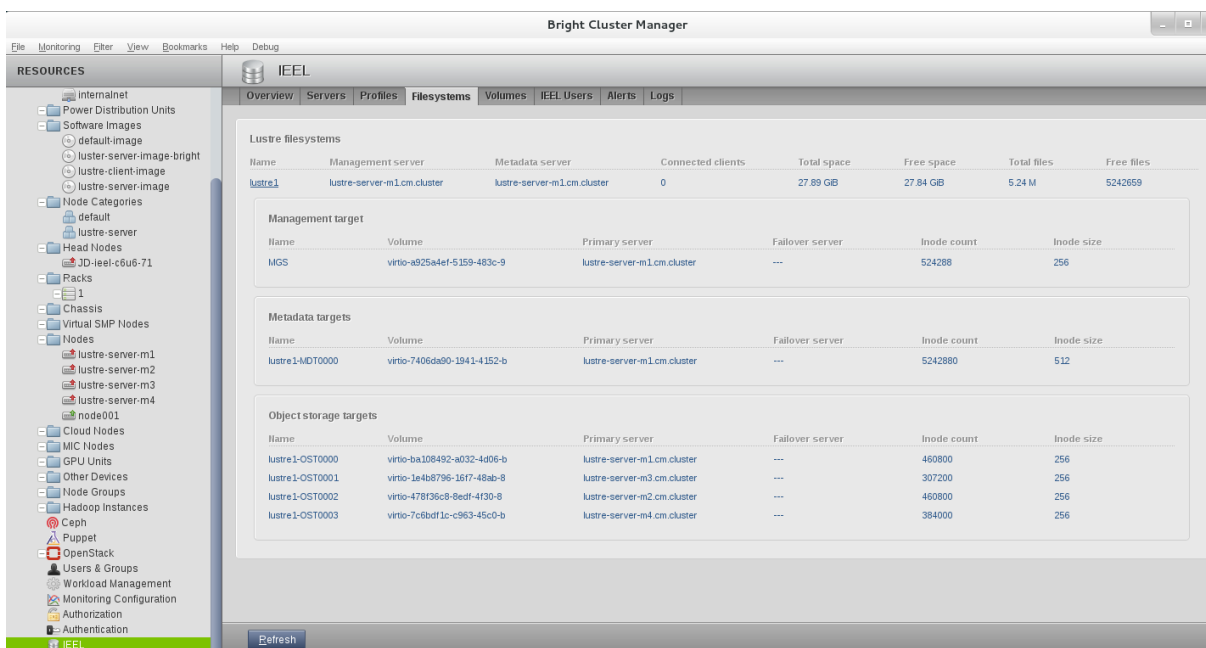 Bright Cluster Manager
File Monitoring Filter View Bookmarks Help Debug
RESOURCES
internalnet
Power Distribution Units
Software Images
default-image
luster-server-image-bright
lustre-client-image
lustre-server-image
Node Categories
default
lustre-server
Head Nodes
JD-ieel-c6u6-71
Racks
1
Chassis
Virtual SMP Nodes
Nodes
lustre-server-m1
lustre-server-m2
lustre-server-m3
lustre-server-m4
node001
Cloud Nodes
MIC Nodes
GPU Units
Other Devices
Node Groups
Hadoop Instances
Ceph
Puppet
OpenStack
Users & Groups
Workload Management
Monitoring Configuration
Authorization
Authentication
IEEL
IEEL
Overview Servers Profiles Filesystems Volumes IEEL Users Alerts Logs
Lustre filesystems
Name Management server Metadata server Connected clients Total space Free space Total files Free files
lustre1 lustre-server-m1.cm.cluster lustre-server-m1.cm.cluster 0 27.89 GiB 27.84 GiB 5.24 M 5242659
Management target
Name Volume Primary server Failover server Inode count Inode size
MGS virtio-a925a4ef-5159-483c-9 lustre-server-m1.cm.cluster --- 524288 256
Metadata targets
Name Volume Primary server Failover server Inode count Inode size
lustre1-MDT0000 virtio-7406da90-1941-4152-b lustre-server-m1.cm.cluster --- 5242880 512
Object storage targets
Name Volume Primary server Failover server Inode count Inode size
lustre1-OST0000 virtio-ba108492-a032-4d06-b lustre-server-m1.cm.cluster --- 460800 256
lustre1-OST0001 virtio-1e4b8796-16f7-48ab-8 lustre-server-m3.cm.cluster --- 307200 256
lustre1-OST0002 virtio-478f36c8-8edf-4f30-8 lustre-server-m2.cm.cluster --- 460800 256
lustre1-OST0003 virtio-7c6bdf1c-c963-45c0-b lustre-server-m4.cm.cluster --- 384000 256
Refresh